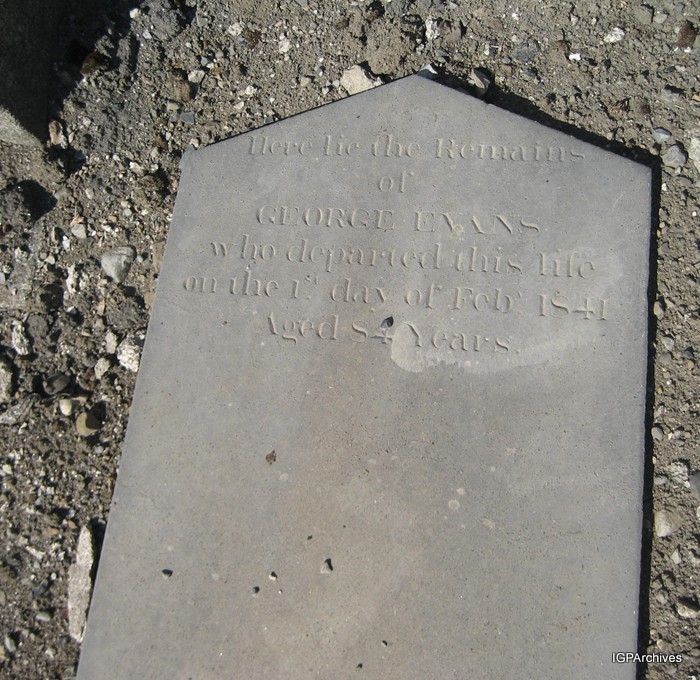 Here lie the Remains
of
GEORGE EVANS
who departed this life
on the 1st day of Feby. 1841
Aged 84 Years.
IGPArchives